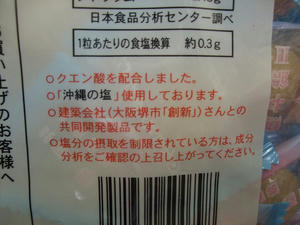 日本食品分析センター調べ
1粒あたりの食塩換算 約0.3g
○クエン酸を配合しました。
○「沖縄の塩」使用しております。
○建築会社(大阪堺市「創新」)さんとの
共同開発製品です。
○塩分の摂取を制限されている方は、成分
分析をご確認の上召し上がってください。
買い上げのお客様へ